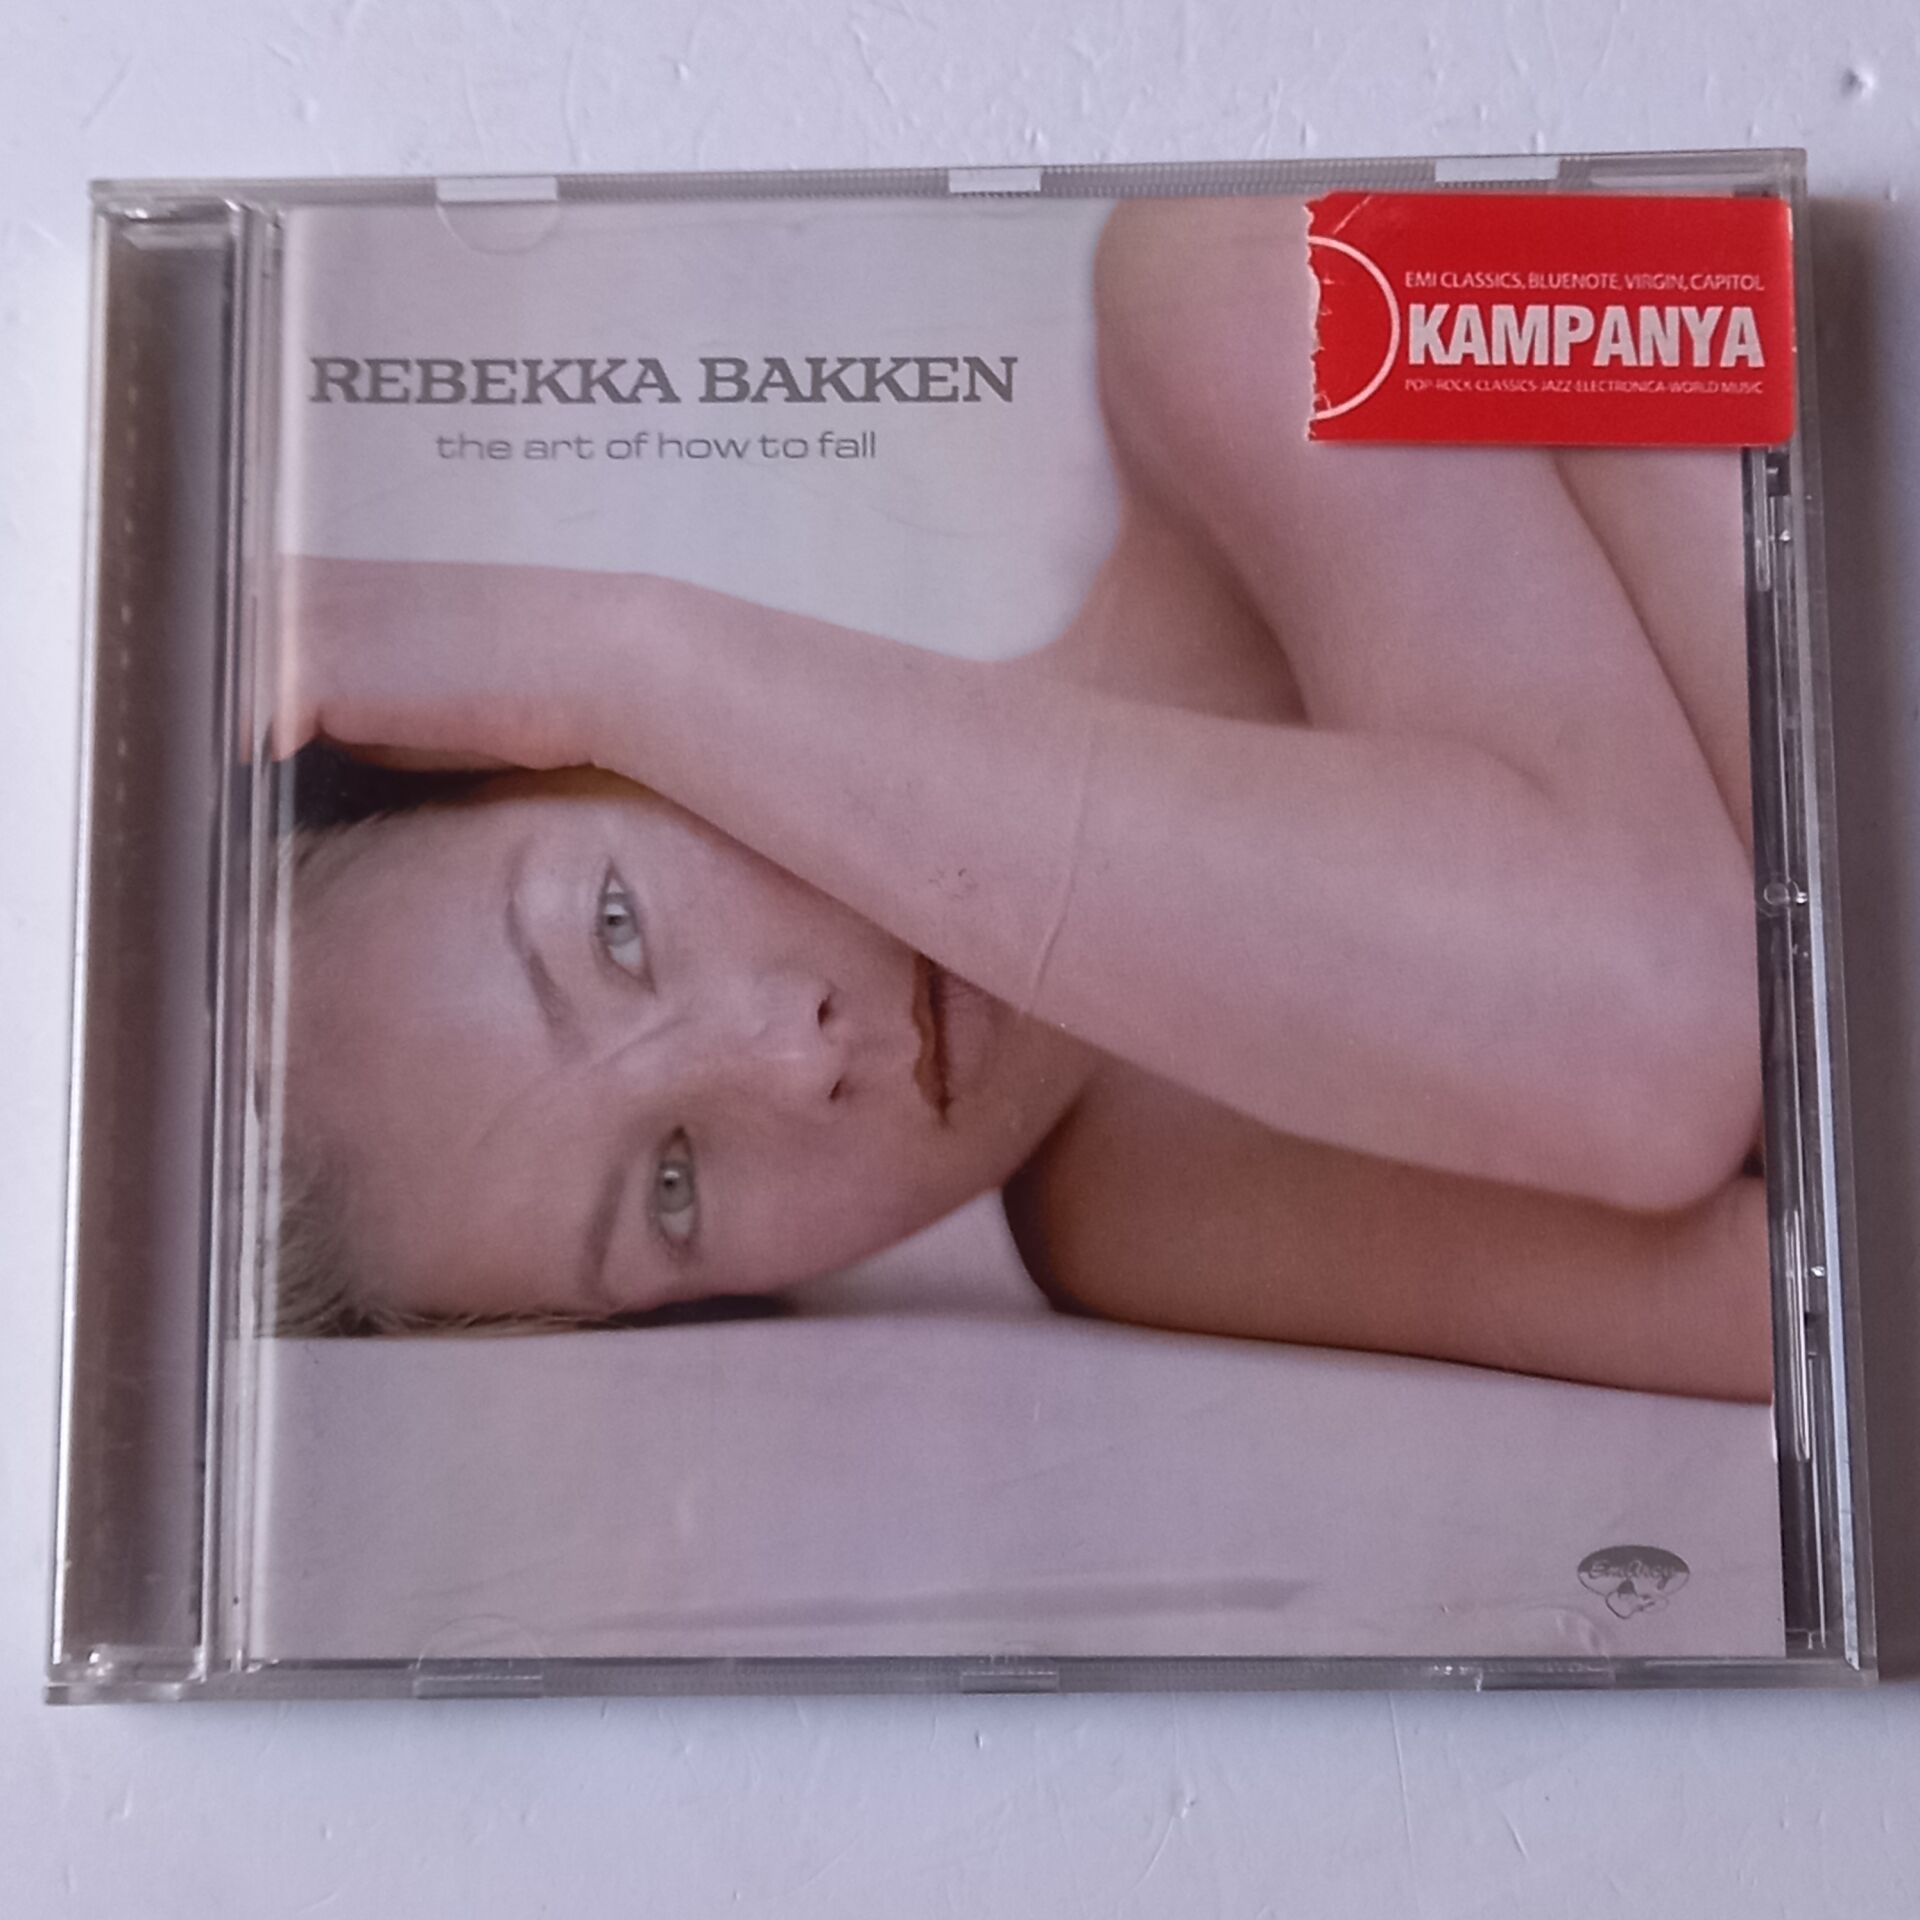 REBEKKA BAKKEN
the art of how to fall
EMI CLASSICS, BLUENOTE, VIRGIN, CAPITOL
KAMPANYA
POP-ROCK-CLASSICS-JAZZ-ELECTRONICA-WORLD MUSIC
EmArcy